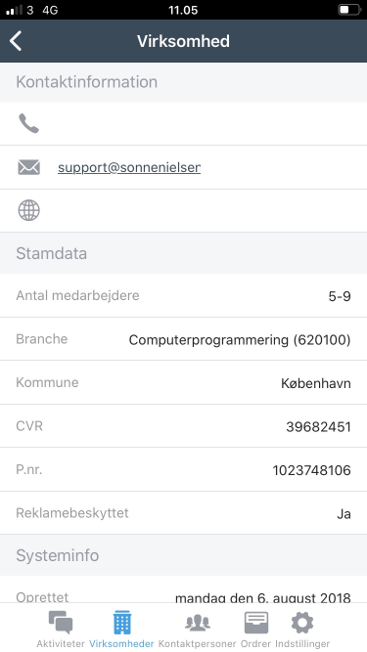 3 4G 11.05
Virksomhed
Kontaktinformation
support@sonnenielsen
Stamdata
Antal medarbejdere 5-9
Branche Computerprogrammering (620100)
Kommune København
CVR 39682451
P.nr. 1023748106
Reklamebeskyttet Ja
Systeminfo
Oprettet mandag den 6. august 2018
Aktiviteter Virksomheder Kontaktpersoner Ordrer Indstillinger